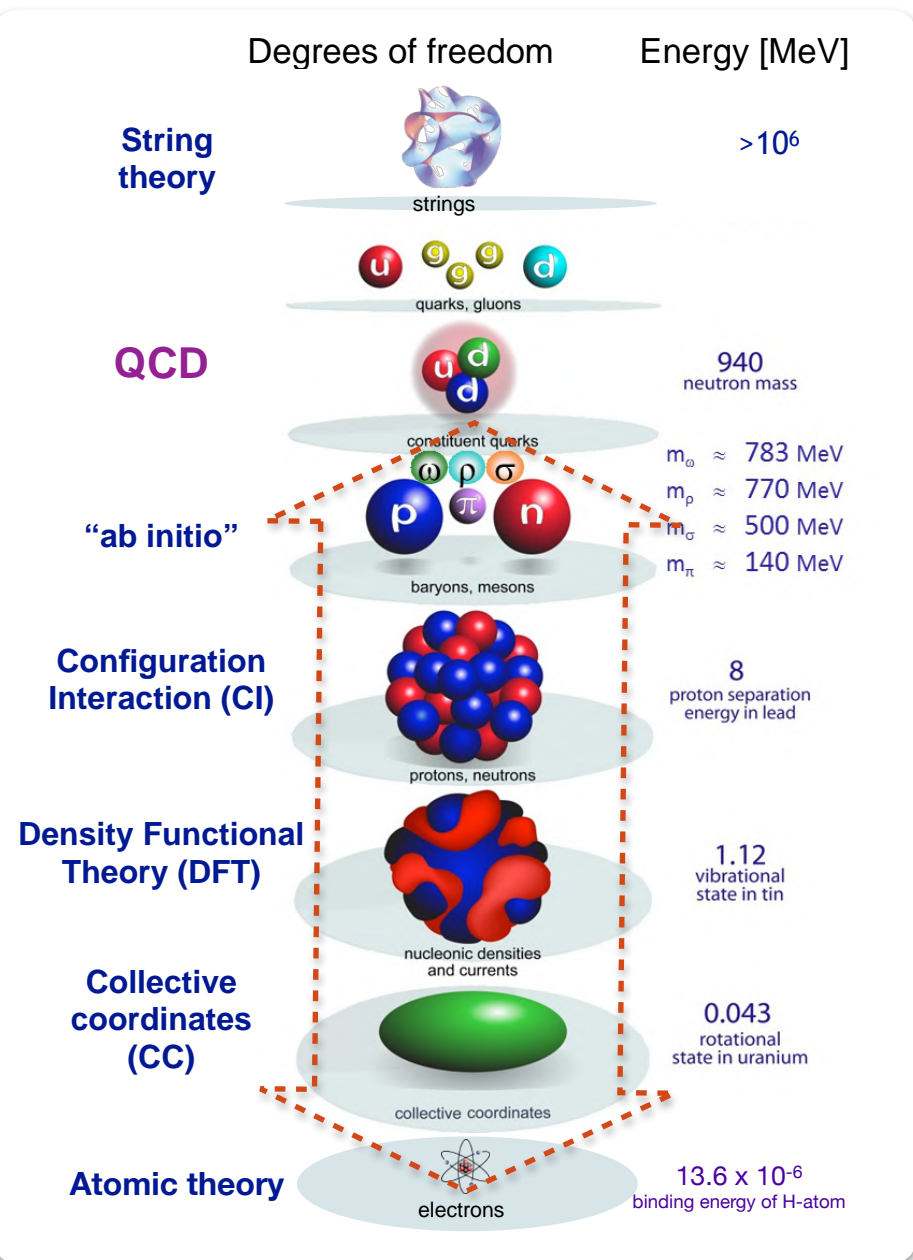 Degrees of freedom
Energy [MeV]
String
theory
>10⁶
strings
u
g
g
g
d
quarks, gluons
QCD
u
d
d
940
neutron mass
constituent quarks
ω
ρ
σ
π
p
n
"ab initio"
mω ≈ 783 MeV
mρ ≈ 770 MeV
mσ ≈ 500 MeV
mπ ≈ 140 MeV
baryons, mesons
Configuration
Interaction (CI)
8
proton separation
energy in lead
protons, neutrons
Density Functional
Theory (DFT)
1.12
vibrational
state in tin
nucleonic densities
and currents
Collective
coordinates
(CC)
0.043
rotational
state in uranium
collective coordinates
Atomic theory
13.6 x 10⁻⁶
binding energy of H-atom
electrons